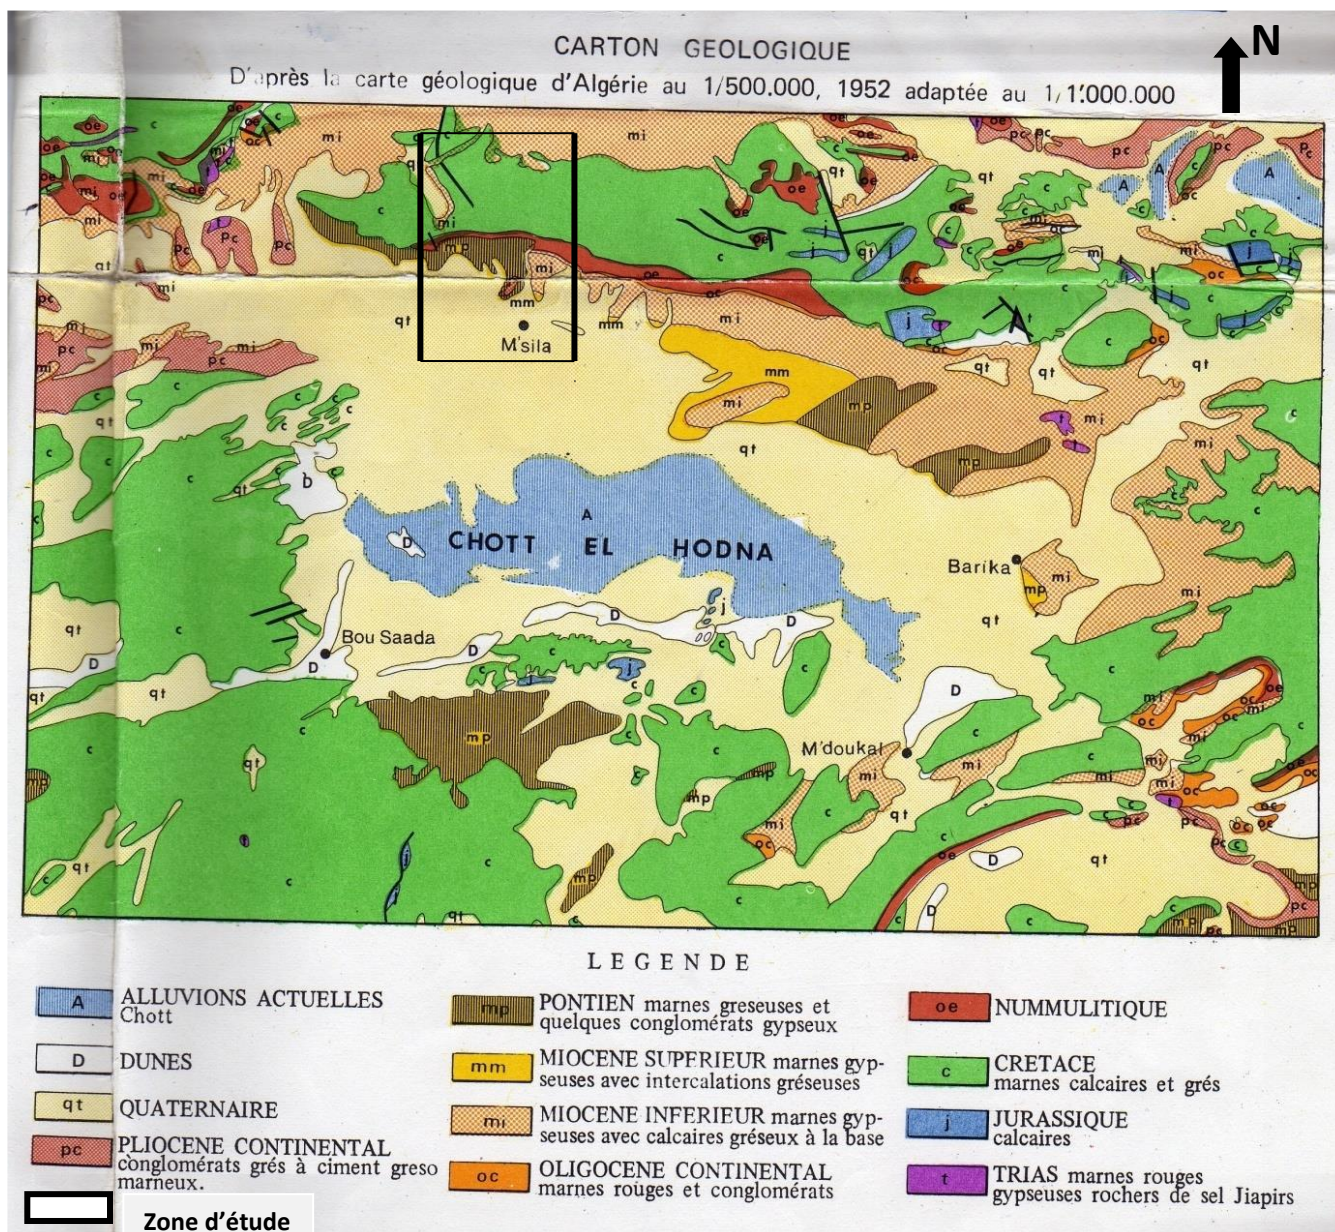 CARTON GEOLOGIQUE
N
D'après la carte géologique d'Algérie au 1/500.000, 1952 adaptée au 1/1.000.000
M'sila
CHOTT EL HODNA
Barika
Bou Saada
M'doukal
LEGENDE
A ALLUVIONS ACTUELLES
Chott
D DUNES
qt QUATERNAIRE
pc PLIOCENE CONTINENTAL
conglomérats grés à ciment greso
marneux.
Zone d'étude
mp PONTIEN marnes greseuses et
quelques conglomérats gypseux
mm MIOCENE SUPERIEUR marnes gyp-
seuses avec intercalations gréseuses
mi MIOCENE INFERIEUR marnes gyp-
seuses avec calcaires gréseux à la base
oc OLIGOCENE CONTINENTAL
marnes rouges et conglomérats
oe NUMMULITIQUE
c CRETACE
marnes calcaires et grés
j JURASSIQUE
calcaires
t TRIAS marnes rouges
gypseuses rochers de sel Jiapirs